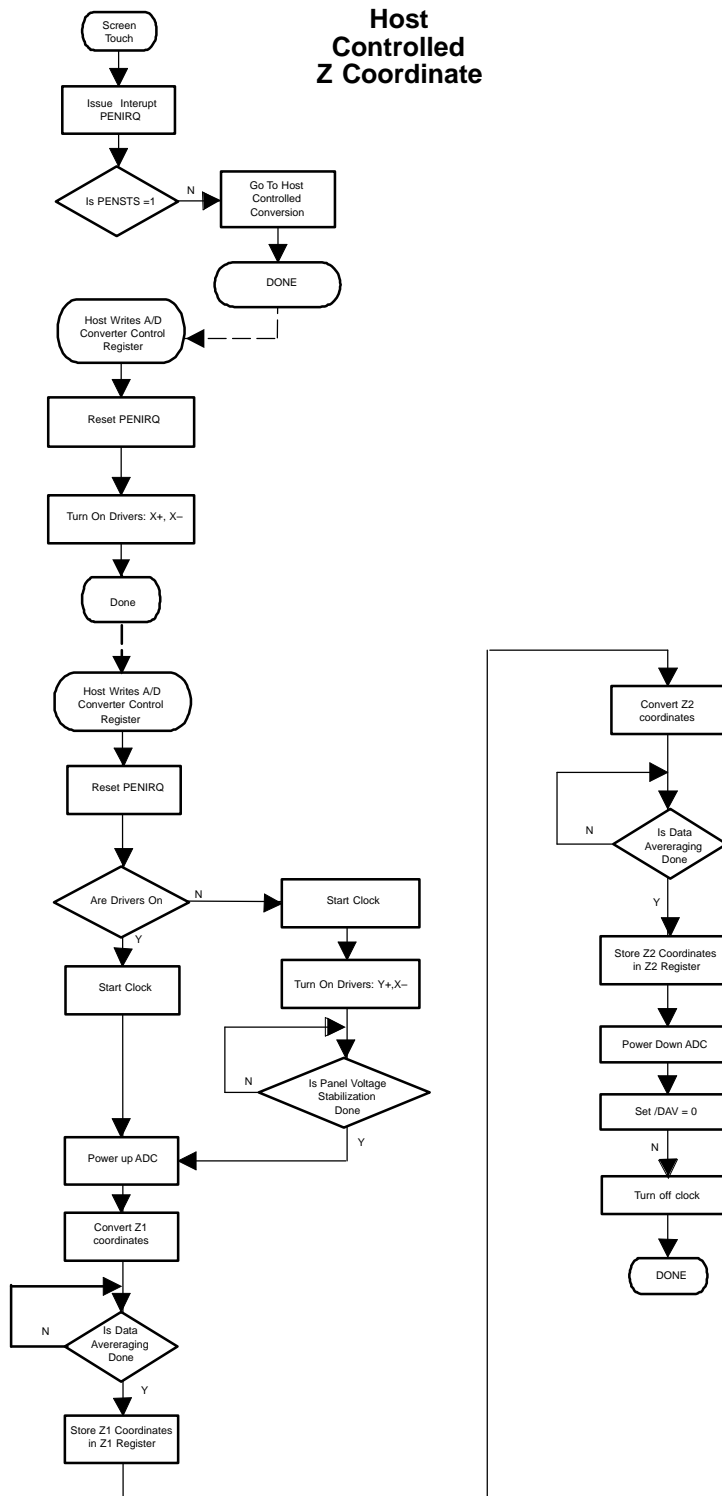 Host
Controlled
Z Coordinate
Screen
Touch
Issue Interupt
PENIRQ
Is PENSTS =1
N
Go To Host
Controlled
Conversion
DONE
Host Writes A/D
Converter Control
Register
Reset PENIRQ
Turn On Drivers: X+, X–
Done
Host Writes A/D
Converter Control
Register
Reset PENIRQ
Are Drivers On
N
Y
Start Clock
Start Clock
Turn On Drivers: Y+,X–
Is Panel Voltage
Stabilization
Done
N
Y
Power up ADC
Convert Z1
coordinates
Is Data
Avereraging
Done
N
Y
Store Z1 Coordinates
in Z1 Register
Convert Z2
coordinates
Is Data
Avereraging
Done
N
Y
Store Z2 Coordinates
in Z2 Register
Power Down ADC
Set /DAV = 0
N
Turn off clock
DONE